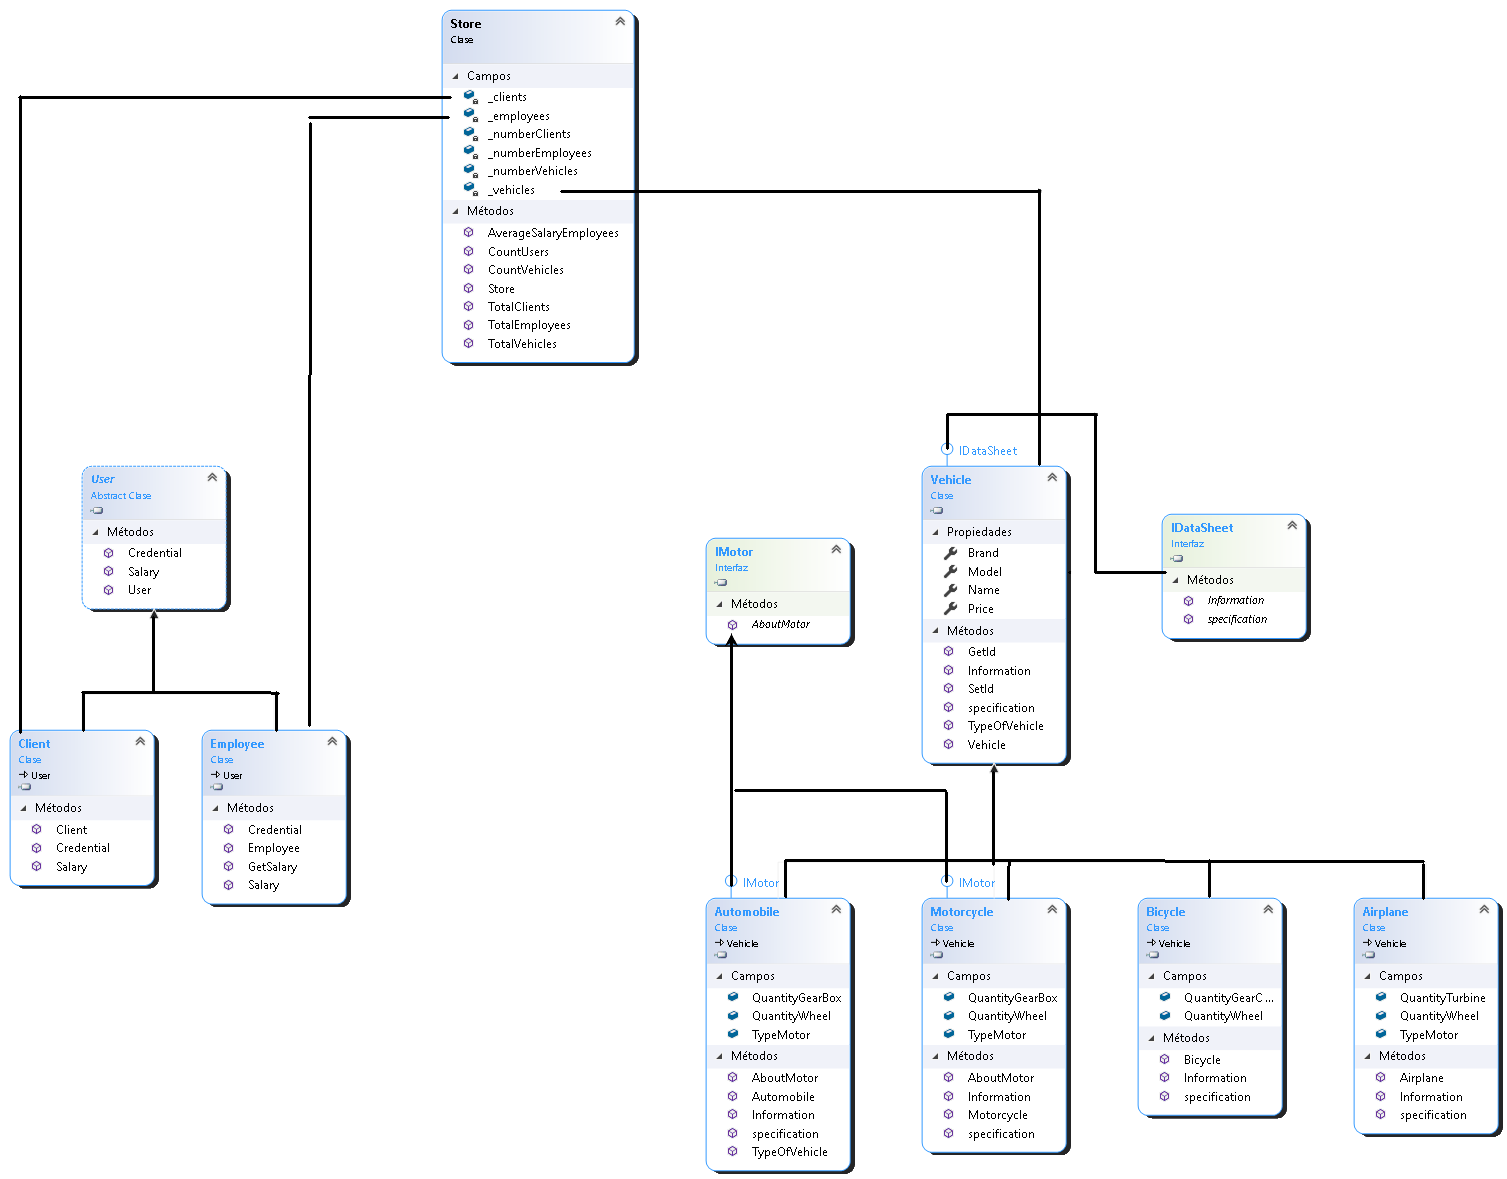 Store
Clase
Campos
_clients
_employees
_numberClients
_numberEmployees
_numberVehicles
_vehicles
Métodos
AverageSalaryEmployees
CountUsers
CountVehicles
Store
TotalClients
TotalEmployees
TotalVehicles
User
Abstract Clase
Métodos
Credential
Salary
User
Client
Clase
User
Métodos
Client
Credential
Salary
Employee
Clase
User
Métodos
Credential
Employee
GetSalary
Salary
IMotor
Interfaz
Métodos
AboutMotor
IDataSheet
Vehicle
Clase
Propiedades
Brand
Model
Name
Price
Métodos
GetId
Information
SetId
specification
TypeOfVehicle
Vehicle
IDataSheet
Interfaz
Métodos
Information
specification
IMotor
Automobile
Clase
Vehicle
Campos
QuantityGearBox
QuantityWheel
TypeMotor
Métodos
AboutMotor
Automobile
Information
specification
TypeOfVehicle
IMotor
Motorcycle
Clase
Vehicle
Campos
QuantityGearBox
QuantityWheel
TypeMotor
Métodos
AboutMotor
Information
Motorcycle
specification
Bicycle
Clase
Vehicle
Campos
QuantityGearC ...
QuantityWheel
Métodos
Bicycle
Information
specification
Airplane
Clase
Vehicle
Campos
QuantityTurbine
QuantityWheel
TypeMotor
Métodos
Airplane
Information
specification